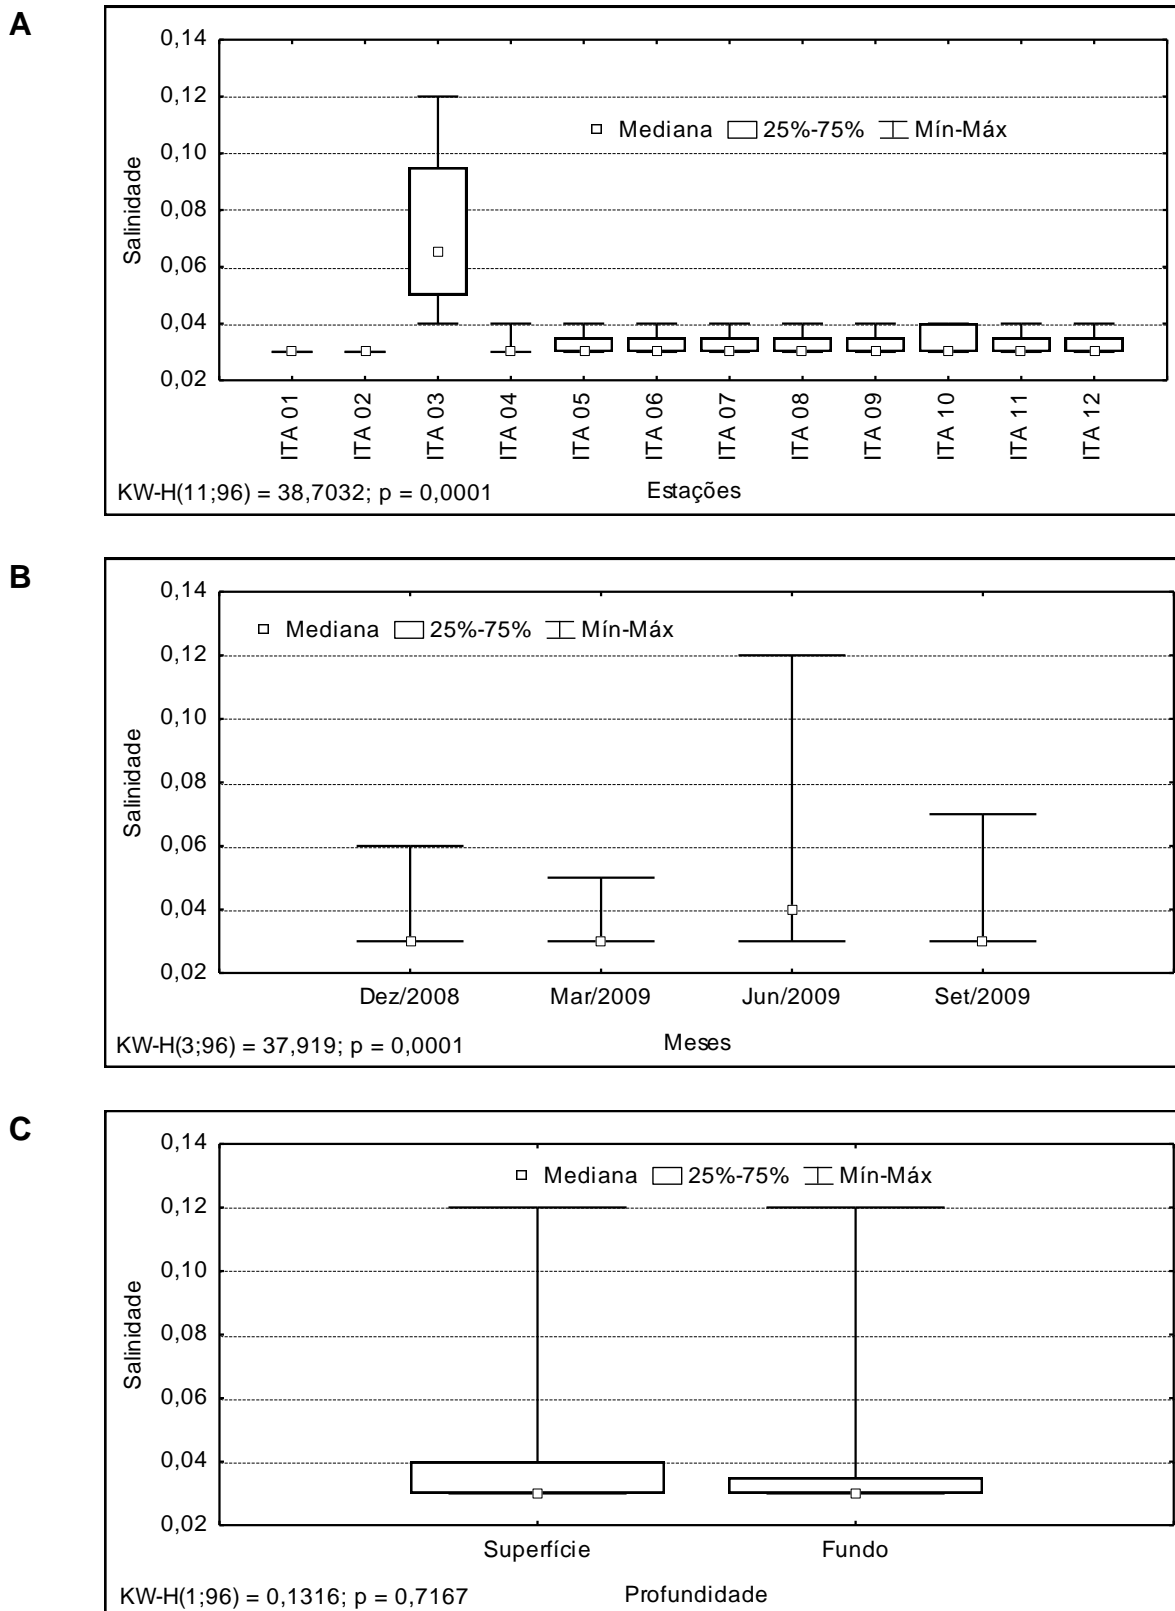 A
0,14
0,12
0,10
0,08
0,06
0,04
0,02
Salinidade
Mediana 25%-75% Mín-Máx
ITA 01 ITA 02 ITA 03 ITA 04 ITA 05 ITA 06 ITA 07 ITA 08 ITA 09 ITA 10 ITA 11 ITA 12
KW-H(11;96) = 38,7032; p = 0,0001 Estações
B
0,14
0,12
0,10
0,08
0,06
0,04
0,02
Salinidade
Mediana 25%-75% Mín-Máx
Dez/2008 Mar/2009 Jun/2009 Set/2009
KW-H(3;96) = 37,919; p = 0,0001 Meses
C
0,14
0,12
0,10
0,08
0,06
0,04
0,02
Salinidade
Mediana 25%-75% Mín-Máx
Superfície Fundo
KW-H(1;96) = 0,1316; p = 0,7167 Profundidade